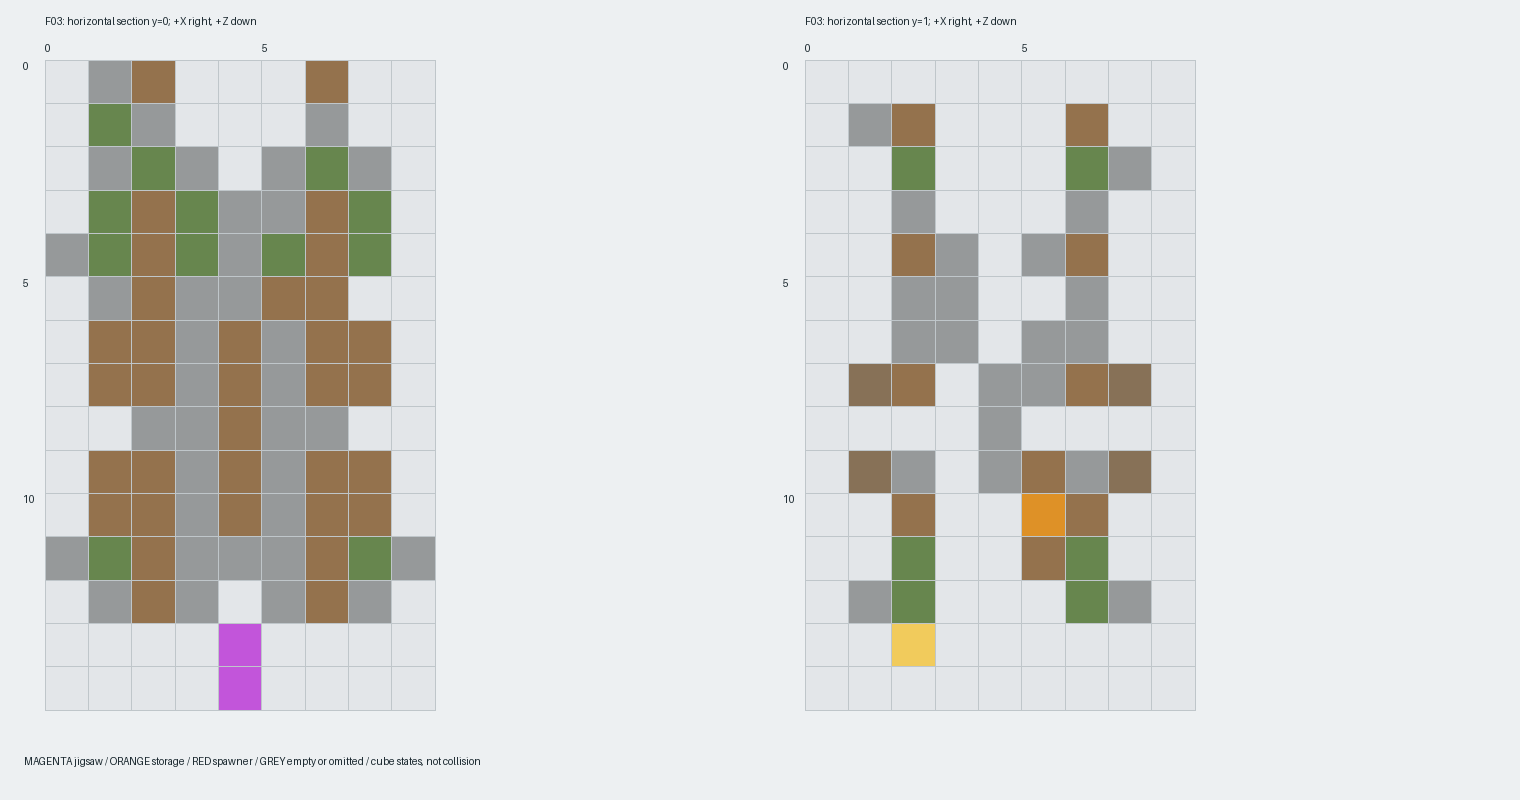 F03: horizontal section y=0; +X right, +Z down
F03: horizontal section y=1; +X right, +Z down
0 5
0 5
0
5
10
0
5
10
MAGENTA jigsaw / ORANGE storage / RED spawner / GREY empty or omitted / cube states, not collision